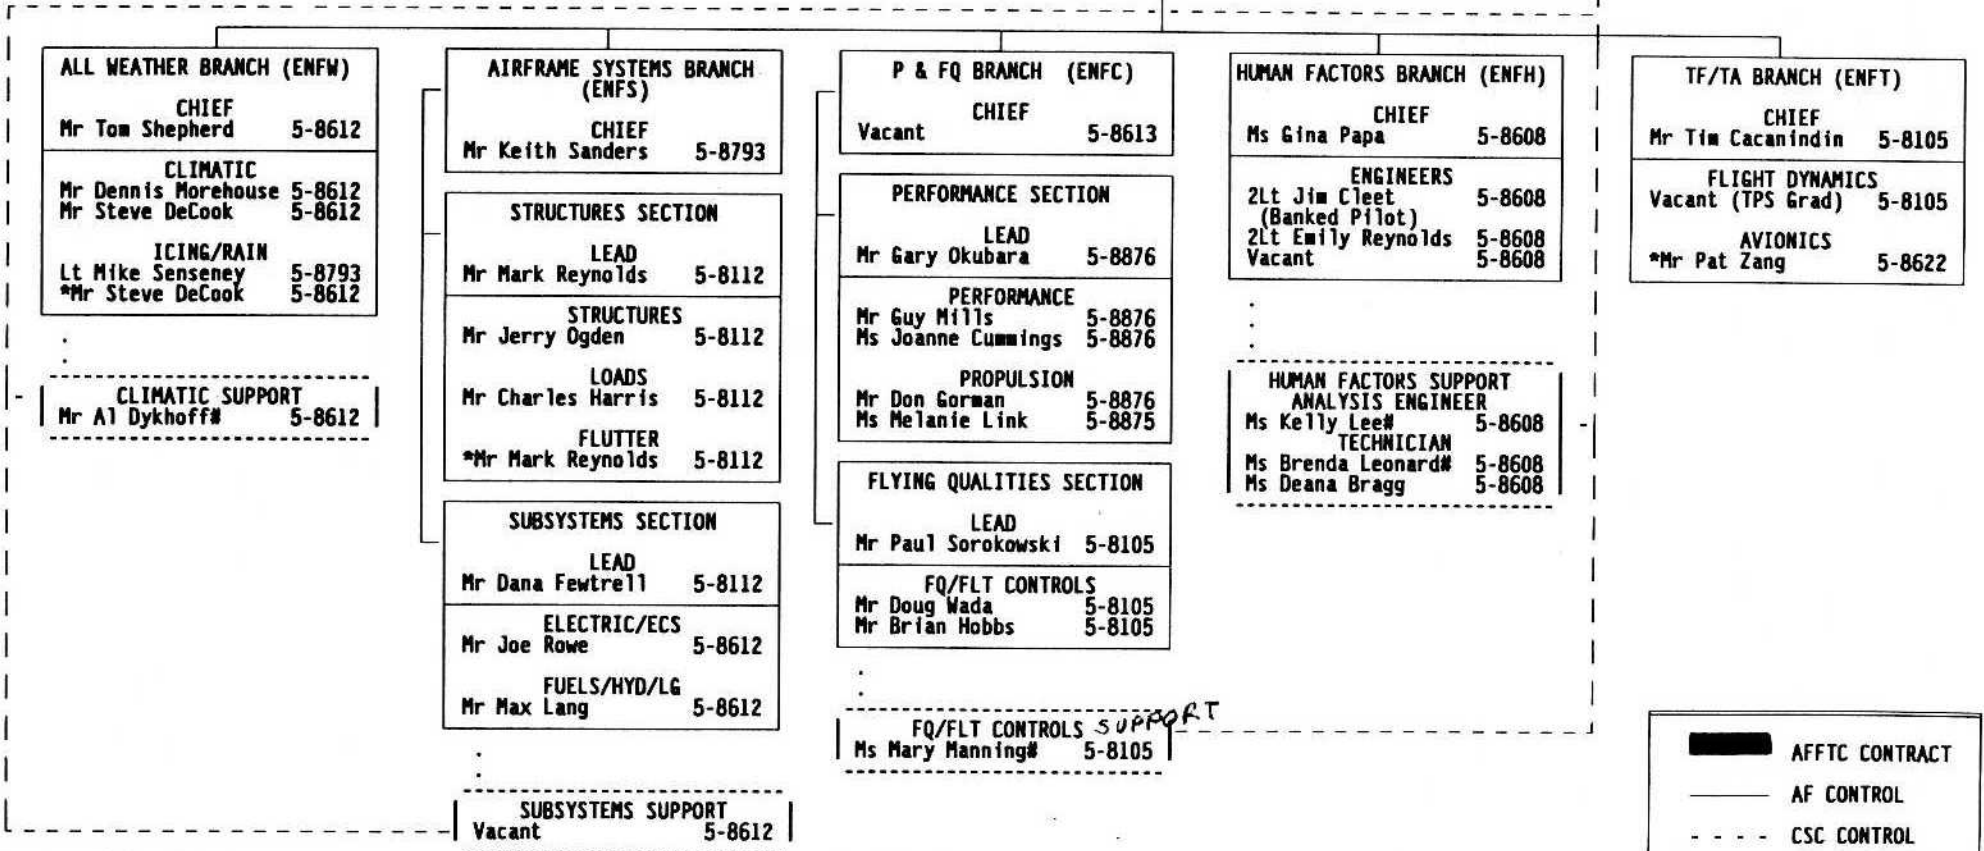 ALL WEATHER BRANCH (ENFW)
CHIEF
Mr Tom Shepherd 5-8612
CLIMATIC
Mr Dennis Morehouse 5-8612
Mr Steve DeCook 5-8612
ICING/RAIN
Lt Mike Senseney 5-8793
*Mr Steve DeCook 5-8612
CLIMATIC SUPPORT
Mr Al Dykhoff# 5-8612
AIRFRAME SYSTEMS BRANCH
(ENFS)
CHIEF
Mr Keith Sanders 5-8793
STRUCTURES SECTION
LEAD
Mr Mark Reynolds 5-8112
STRUCTURES
Mr Jerry Ogden 5-8112
LOADS
Mr Charles Harris 5-8112
FLUTTER
*Mr Mark Reynolds 5-8112
SUBSYSTEMS SECTION
LEAD
Mr Dana Fewtrell 5-8112
ELECTRIC/ECS
Mr Joe Rowe 5-8612
FUELS/HYD/LG
Mr Max Lang 5-8612
SUBSYSTEMS SUPPORT
Vacant 5-8612
P & FQ BRANCH (ENFC)
CHIEF
Vacant 5-8613
PERFORMANCE SECTION
LEAD
Mr Gary Okubara 5-8876
PERFORMANCE
Mr Guy Mills 5-8876
Ms Joanne Cummings 5-8876
PROPULSION
Mr Don Gorman 5-8876
Ms Melanie Link 5-8875
FLYING QUALITIES SECTION
LEAD
Mr Paul Sorokowski 5-8105
FQ/FLT CONTROLS
Mr Doug Wada 5-8105
Mr Brian Hobbs 5-8105
FQ/FLT CONTROLS SUPPORT
Ms Mary Manning# 5-8105
HUMAN FACTORS BRANCH (ENFH)
CHIEF
Ms Gina Papa 5-8608
ENGINEERS
2Lt Jim Cleet 5-8608
(Banked Pilot)
2Lt Emily Reynolds 5-8608
Vacant 5-8608
HUMAN FACTORS SUPPORT
ANALYSIS ENGINEER
Ms Kelly Lee# 5-8608
TECHNICIAN
Ms Brenda Leonard# 5-8608
Ms Deana Bragg 5-8608
TF/TA BRANCH (ENFT)
CHIEF
Mr Tim Cacanindin 5-8105
FLIGHT DYNAMICS
Vacant (TPS Grad) 5-8105
AVIONICS
*Mr Pat Zang 5-8622
AFFTC CONTRACT
AF CONTROL
CSC CONTROL